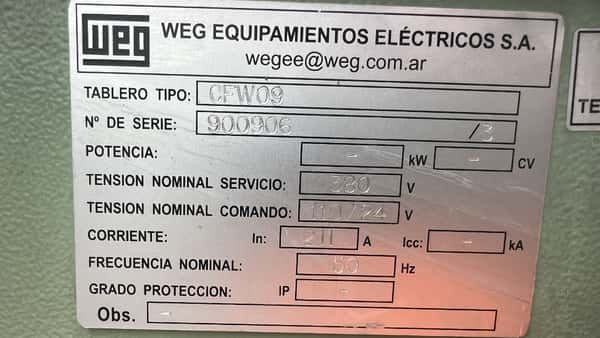 weg WEG EQUIPAMIENTOS ELÉCTRICOS S.A.
wegee@weg.com.ar
TABLERO TIPO: CFW09
Nº DE SERIE: 900906 /3
POTENCIA: - kW - CV
TENSION NOMINAL SERVICIO: 380 V
TENSION NOMINAL COMANDO: 110/24 V
CORRIENTE: In: 211 A Icc: - kA
FRECUENCIA NOMINAL: 50 Hz
GRADO PROTECCION: IP -
Obs. -
TE